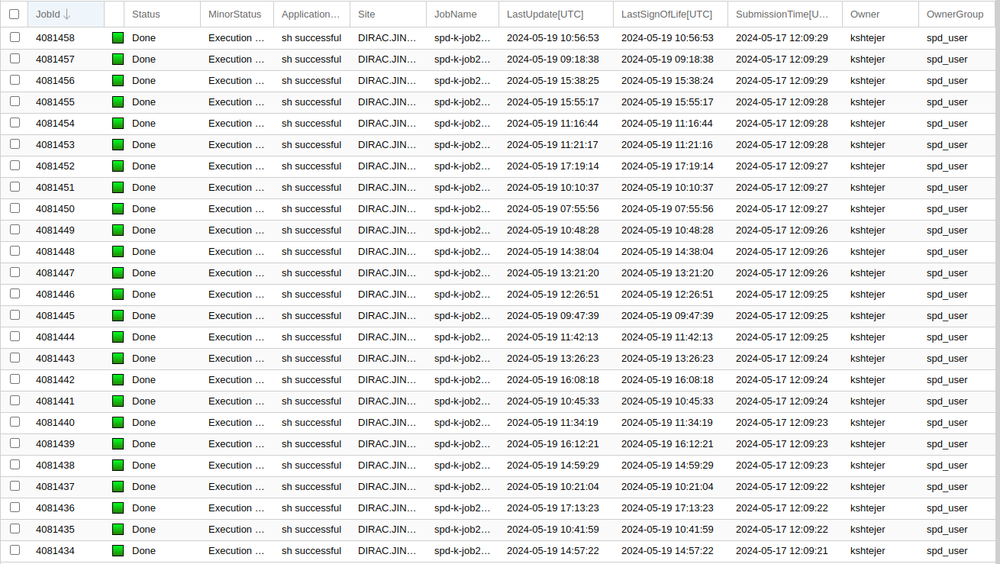 JobId Status MinorStatus Application… Site JobName LastUpdate[UTC] LastSignOfLife[UTC] SubmissionTime[U… Owner OwnerGroup
4081458 Done Execution … sh successful DIRAC.JIN… spd-k-job2… 2024-05-19 10:56:53 2024-05-19 10:56:53 2024-05-17 12:09:29 kshtejer spd_user
4081457 Done Execution … sh successful DIRAC.JIN… spd-k-job2… 2024-05-19 09:18:38 2024-05-19 09:18:38 2024-05-17 12:09:29 kshtejer spd_user
4081456 Done Execution … sh successful DIRAC.JIN… spd-k-job2… 2024-05-19 15:38:25 2024-05-19 15:38:24 2024-05-17 12:09:29 kshtejer spd_user
4081455 Done Execution … sh successful DIRAC.JIN… spd-k-job2… 2024-05-19 15:55:17 2024-05-19 15:55:17 2024-05-17 12:09:28 kshtejer spd_user
4081454 Done Execution … sh successful DIRAC.JIN… spd-k-job2… 2024-05-19 11:16:44 2024-05-19 11:16:44 2024-05-17 12:09:28 kshtejer spd_user
4081453 Done Execution … sh successful DIRAC.JIN… spd-k-job2… 2024-05-19 11:21:17 2024-05-19 11:21:16 2024-05-17 12:09:28 kshtejer spd_user
4081452 Done Execution … sh successful DIRAC.JIN… spd-k-job2… 2024-05-19 17:19:14 2024-05-19 17:19:14 2024-05-17 12:09:27 kshtejer spd_user
4081451 Done Execution … sh successful DIRAC.JIN… spd-k-job2… 2024-05-19 10:10:37 2024-05-19 10:10:37 2024-05-17 12:09:27 kshtejer spd_user
4081450 Done Execution … sh successful DIRAC.JIN… spd-k-job2… 2024-05-19 07:55:56 2024-05-19 07:55:56 2024-05-17 12:09:27 kshtejer spd_user
4081449 Done Execution … sh successful DIRAC.JIN… spd-k-job2… 2024-05-19 10:48:28 2024-05-19 10:48:28 2024-05-17 12:09:26 kshtejer spd_user
4081448 Done Execution … sh successful DIRAC.JIN… spd-k-job2… 2024-05-19 14:38:04 2024-05-19 14:38:04 2024-05-17 12:09:26 kshtejer spd_user
4081447 Done Execution … sh successful DIRAC.JIN… spd-k-job2… 2024-05-19 13:21:20 2024-05-19 13:21:20 2024-05-17 12:09:26 kshtejer spd_user
4081446 Done Execution … sh successful DIRAC.JIN… spd-k-job2… 2024-05-19 12:26:51 2024-05-19 12:26:51 2024-05-17 12:09:25 kshtejer spd_user
4081445 Done Execution … sh successful DIRAC.JIN… spd-k-job2… 2024-05-19 09:47:39 2024-05-19 09:47:39 2024-05-17 12:09:25 kshtejer spd_user
4081444 Done Execution … sh successful DIRAC.JIN… spd-k-job2… 2024-05-19 11:42:13 2024-05-19 11:42:13 2024-05-17 12:09:25 kshtejer spd_user
4081443 Done Execution … sh successful DIRAC.JIN… spd-k-job2… 2024-05-19 13:26:23 2024-05-19 13:26:23 2024-05-17 12:09:24 kshtejer spd_user
4081442 Done Execution … sh successful DIRAC.JIN… spd-k-job2… 2024-05-19 16:08:18 2024-05-19 16:08:18 2024-05-17 12:09:24 kshtejer spd_user
4081441 Done Execution … sh successful DIRAC.JIN… spd-k-job2… 2024-05-19 10:45:33 2024-05-19 10:45:33 2024-05-17 12:09:24 kshtejer spd_user
4081440 Done Execution … sh successful DIRAC.JIN… spd-k-job2… 2024-05-19 11:34:19 2024-05-19 11:34:19 2024-05-17 12:09:23 kshtejer spd_user
4081439 Done Execution … sh successful DIRAC.JIN… spd-k-job2… 2024-05-19 16:12:21 2024-05-19 16:12:21 2024-05-17 12:09:23 kshtejer spd_user
4081438 Done Execution … sh successful DIRAC.JIN… spd-k-job2… 2024-05-19 14:59:29 2024-05-19 14:59:29 2024-05-17 12:09:23 kshtejer spd_user
4081437 Done Execution … sh successful DIRAC.JIN… spd-k-job2… 2024-05-19 10:21:04 2024-05-19 10:21:04 2024-05-17 12:09:22 kshtejer spd_user
4081436 Done Execution … sh successful DIRAC.JIN… spd-k-job2… 2024-05-19 17:13:23 2024-05-19 17:13:23 2024-05-17 12:09:22 kshtejer spd_user
4081435 Done Execution … sh successful DIRAC.JIN… spd-k-job2… 2024-05-19 10:41:59 2024-05-19 10:41:59 2024-05-17 12:09:22 kshtejer spd_user
4081434 Done Execution … sh successful DIRAC.JIN… spd-k-job2… 2024-05-19 14:57:22 2024-05-19 14:57:22 2024-05-17 12:09:21 kshtejer spd_user